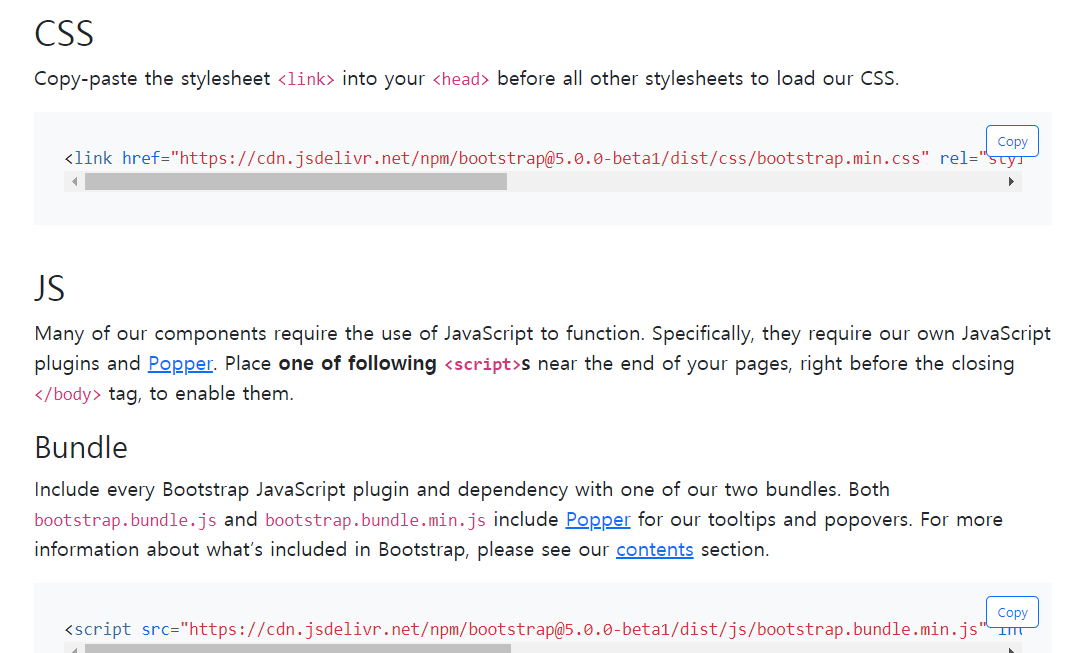 CSS
Copy-paste the stylesheet <link> into your <head> before all other stylesheets to load our CSS.
Copy
<link href="https://cdn.jsdelivr.net/npm/bootstrap@5.0.0-beta1/dist/css/bootstrap.min.css" rel="
JS
Many of our components require the use of JavaScript to function. Specifically, they require our own JavaScript
plugins and Popper. Place one of following <script>s near the end of your pages, right before the closing
</body> tag, to enable them.
Bundle
Include every Bootstrap JavaScript plugin and dependency with one of our two bundles. Both
bootstrap.bundle.js and bootstrap.bundle.min.js include Popper for our tooltips and popovers. For more
information about what’s included in Bootstrap, please see our contents section.
Copy
<script src="https://cdn.jsdelivr.net/npm/bootstrap@5.0.0-beta1/dist/js/bootstrap.bundle.min.js"